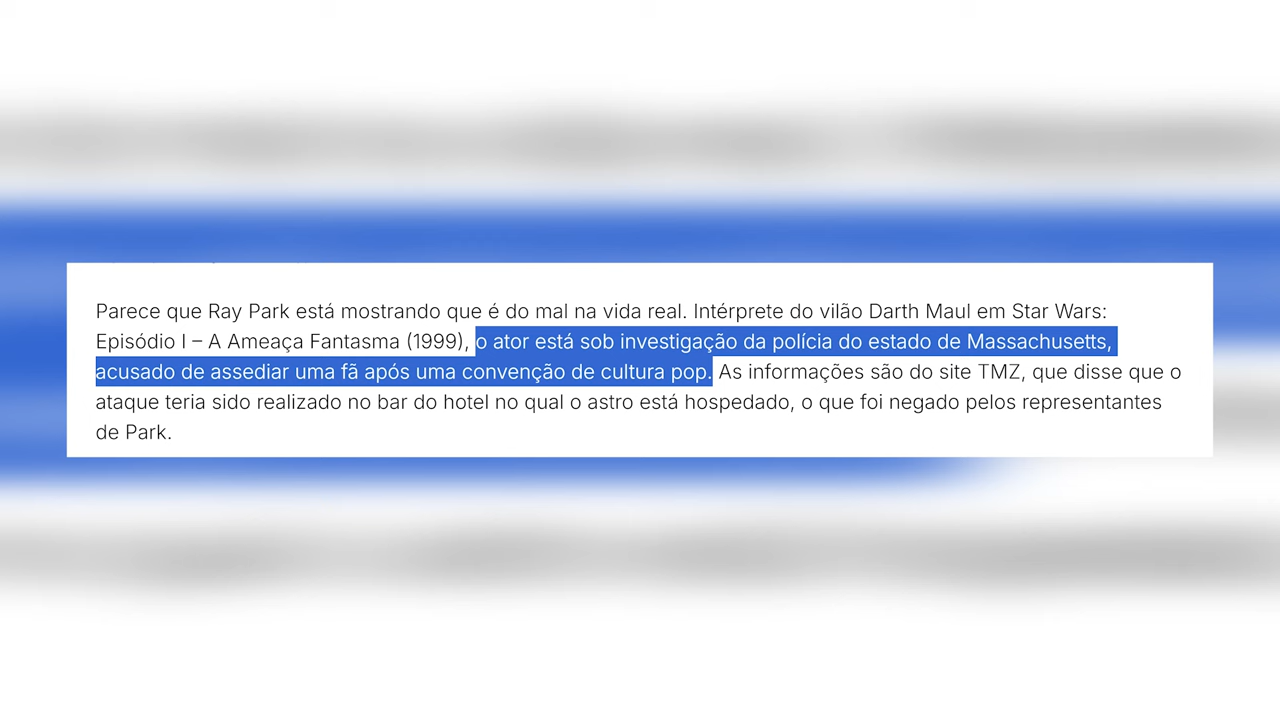 Parece que Ray Park está mostrando que é do mal na vida real. Intérprete do vilão Darth Maul em Star Wars:
Episódio I – A Ameaça Fantasma (1999), o ator está sob investigação da polícia do estado de Massachusetts,
acusado de assediar uma fã após uma convenção de cultura pop. As informações são do site TMZ, que disse que o
ataque teria sido realizado no bar do hotel no qual o astro está hospedado, o que foi negado pelos representantes
de Park.